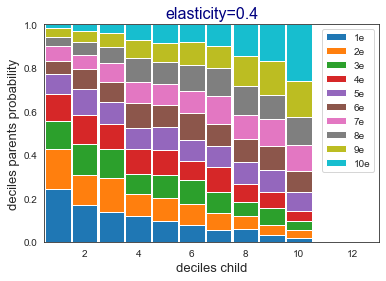 elasticity=0.4
deciles parents probability
1.0
0.8
0.6
0.4
0.2
0.0
2
4
6
8
10
12
deciles child
1e
2e
3e
4e
5e
6e
7e
8e
9e
10e